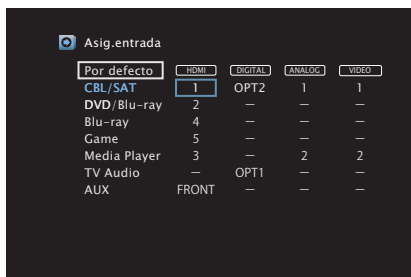 Asig.entrada
Por defecto HDMI DIGITAL ANALOG VIDEO
CBL/SAT 1 OPT2 1 1
DVD/Blu-ray 2 — — —
Blu-ray 4 — — —
Game 5 — — —
Media Player 3 — 2 2
TV Audio — OPT1 — —
AUX FRONT — — —